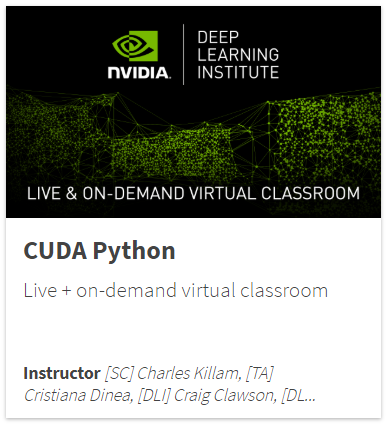 NVIDIA.
DEEP
LEARNING
INSTITUTE
LIVE & ON-DEMAND VIRTUAL CLASSROOM
CUDA Python
Live + on-demand virtual classroom
Instructor [SC] Charles Killam, [TA]
Cristiana Dinea, [DLI] Craig Clawson, [DL...